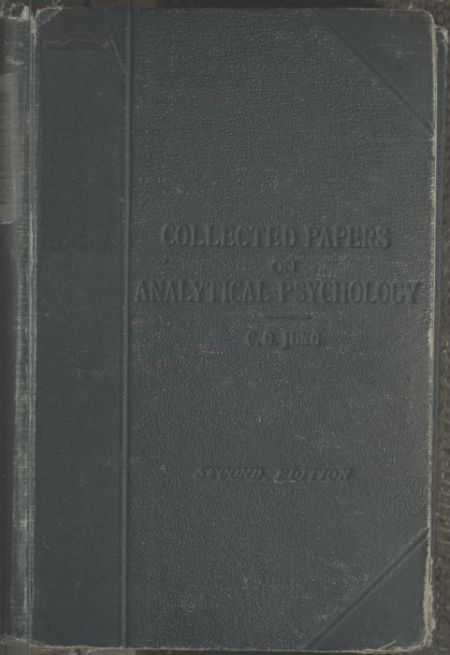 COLLECTED PAPERS
ON
ANALYTICAL PSYCHOLOGY
C. G. JUNG
SECOND EDITION